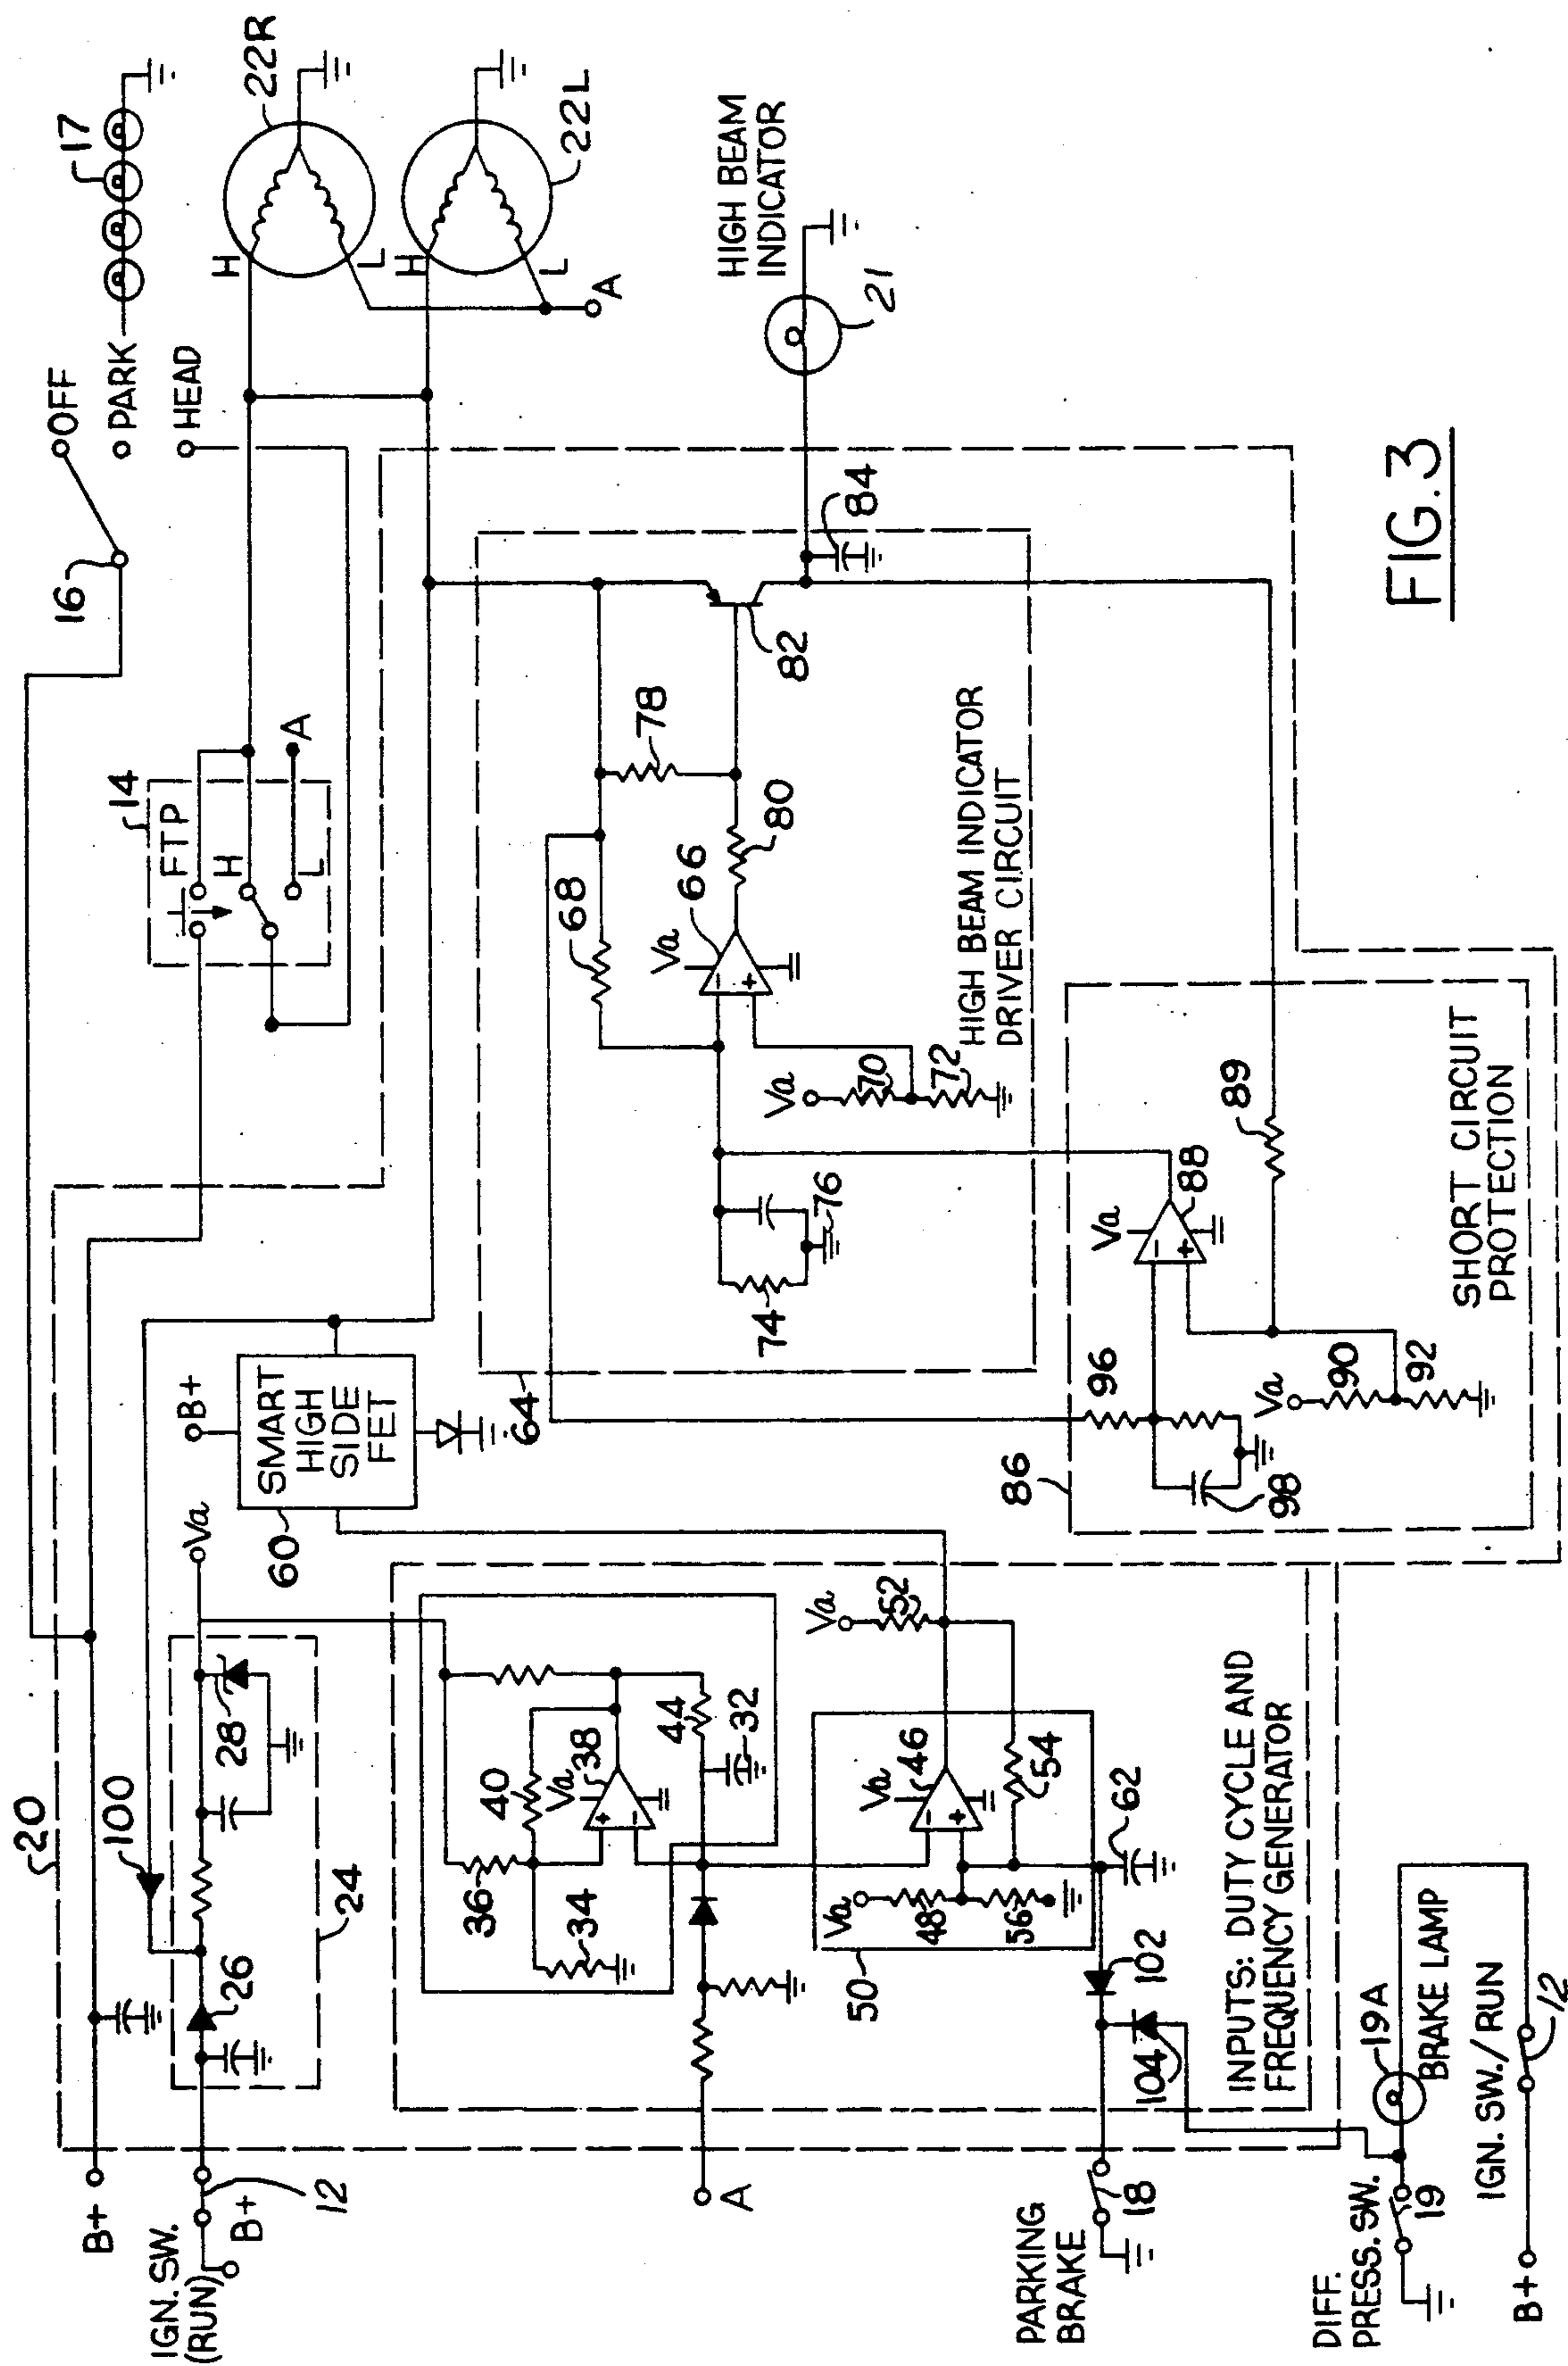 20
B+
16
OFF
PARK
HEAD
17
22R
H
L
22L
H
L
A
14
FTP
H
L
A
IGN. SW.
(RUN)
B+
12
26
100
28
24
Va
B+
SMART
HIGH
SIDE
FET
60
36
34
40
Va
38
+
-
44
32
A
Va
52
Va
46
-
+
54
Va
48
56
50
62
102
104
INPUTS: DUTY CYCLE AND
FREQUENCY GENERATOR
64
68
78
Va
66
-
+
80
82
84
Va
70
72
74
76
HIGH BEAM INDICATOR
DRIVER CIRCUIT
HIGH BEAM
INDICATOR
21
86
96
98
Va
88
-
+
89
Va
90
92
SHORT CIRCUIT
PROTECTION
PARKING
BRAKE
18
DIFF.
PRESS. SW.
19
19A
BRAKE LAMP
IGN. SW./RUN
12
B+
FIG. 3